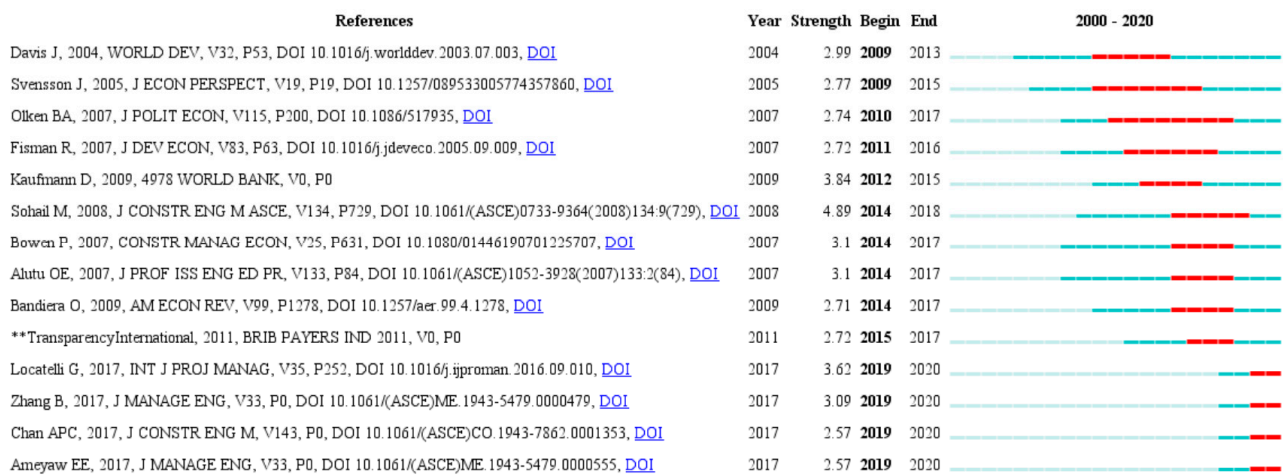 References Year Strength Begin End 2000 - 2020
Davis J, 2004, WORLD DEV, V32, P53, DOI 10.1016/j.worlddev.2003.07.003, DOI 2004 2.99 2009 2013
Svensson J, 2005, J ECON PERSPECT, V19, P19, DOI 10.1257/089533005774357860, DOI 2005 2.77 2009 2015
Olken BA, 2007, J POLIT ECON, V115, P200, DOI 10.1086/517935, DOI 2007 2.74 2010 2017
Fisman R, 2007, J DEV ECON, V83, P63, DOI 10.1016/j.jdeveco.2005.09.009, DOI 2007 2.72 2011 2016
Kaufmann D, 2009, 4978 WORLD BANK, V0, P0 2009 3.84 2012 2015
Sohail M, 2008, J CONSTR ENG M ASCE, V134, P729, DOI 10.1061/(ASCE)0733-9364(2008)134:9(729), DOI 2008 4.89 2014 2018
Bowen P, 2007, CONSTR MANAG ECON, V25, P631, DOI 10.1080/01446190701225707, DOI 2007 3.1 2014 2017
Alutu OE, 2007, J PROF ISS ENG ED PR, V133, P84, DOI 10.1061/(ASCE)1052-3928(2007)133:2(84), DOI 2007 3.1 2014 2017
Bandiera O, 2009, AM ECON REV, V99, P1278, DOI 10.1257/aer.99.4.1278, DOI 2009 2.71 2014 2017
**TransparencyInternational, 2011, BRIB PAYERS IND 2011, V0, P0 2011 2.72 2015 2017
Locatelli G, 2017, INT J PROJ MANAG, V35, P252, DOI 10.1016/j.ijproman.2016.09.010, DOI 2017 3.62 2019 2020
Zhang B, 2017, J MANAGE ENG, V33, P0, DOI 10.1061/(ASCE)ME.1943-5479.0000479, DOI 2017 3.09 2019 2020
Chan APC, 2017, J CONSTR ENG M, V143, P0, DOI 10.1061/(ASCE)CO.1943-7862.0001353, DOI 2017 2.57 2019 2020
Ameyaw EE, 2017, J MANAGE ENG, V33, P0, DOI 10.1061/(ASCE)ME.1943-5479.0000555, DOI 2017 2.57 2019 2020